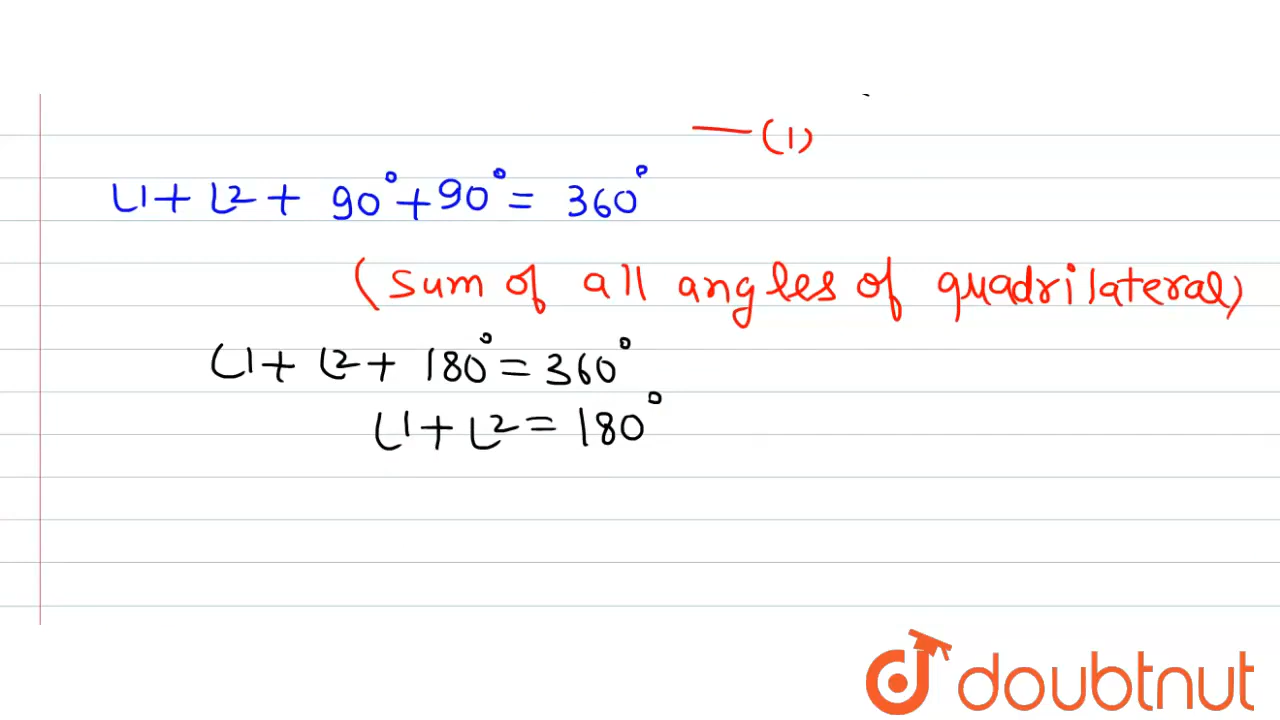 —(1)
∠1+ ∠2 + 90°+90°= 360°
(sum of all angles of quadrilateral)
∠1+ ∠2 + 180°=360°
∠1+ ∠2 = 180°
doubtnut